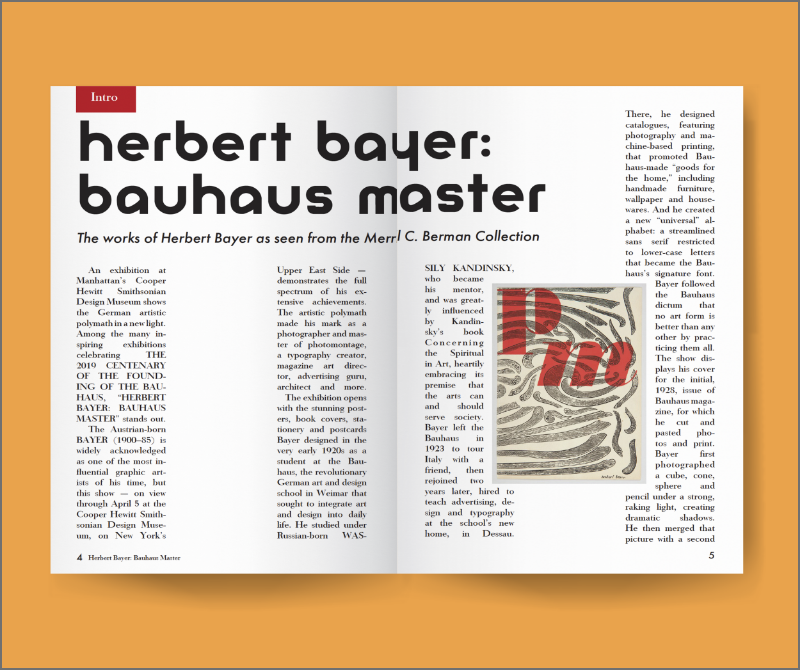 Intro
herbert bayer:
bauhaus master
The works of Herbert Bayer as seen from the Merrl C. Berman Collection
An exhibition at
Manhattan's Cooper
Hewitt Smithsonian
Design Museum shows
the German artistic
polymath in a new light.
Among the many in-
spiring exhibitions
celebrating THE
2019 CENTENARY
OF THE FOUND-
ING OF THE BAU-
HAUS, "HERBERT
BAYER: BAUHAUS
MASTER" stands out.
The Austrian-born
BAYER (1900–85) is
widely acknowledged
as one of the most in-
fluential graphic art-
ists of his time, but
this show — on view
through April 5 at the
Cooper Hewitt Smith-
sonian Design Muse-
um, on New York's
Upper East Side —
demonstrates the full
spectrum of his ex-
tensive achievements.
The artistic polymath
made his mark as a
photographer and mas-
ter of photomontage,
a typography creator,
magazine art direc-
tor, advertising guru,
architect and more.
The exhibition opens
with the stunning post-
ers, book covers, sta-
tionery and postcards
Bayer designed in the
very early 1920s as a
student at the Bau-
haus, the revolutionary
German art and design
school in Weimar that
sought to integrate art
and design into daily
life. He studied under
Russian-born WAS-
SILY KANDINSKY,
who became
his mentor,
and was great-
ly influenced
by Kandin-
sky's book
Concerning
the Spiritual
in Art, heartily
embracing its
premise that
the arts can
and should
serve society.
Bayer left the
Bauhaus in
1923 to tour
Italy with a
friend, then
rejoined two
years later, hired to
teach advertising, de-
sign and typography
at the school's new
home, in Dessau.
There, he designed
catalogues, featuring
photography and ma-
chine-based printing,
that promoted Bau-
haus-made "goods for
the home," including
handmade furniture,
wallpaper and house-
wares. And he created
a new "universal" al-
phabet: a streamlined
sans serif restricted
to lower-case letters
that became the Bau-
haus's signature font.
Bayer followed
the Bauhaus
dictum that
no art form is
better than any
other by prac-
ticing them all.
The show dis-
plays his cover
for the initial,
1928, issue of
Bauhaus maga-
zine, for which
he cut and
pasted pho-
tos and print.
Bayer first
photographed
a cube, cone,
sphere and
pencil under a strong,
raking light, creating
dramatic shadows.
He then merged that
picture with a second
4 Herbert Bayer: Bauhaus Master
5